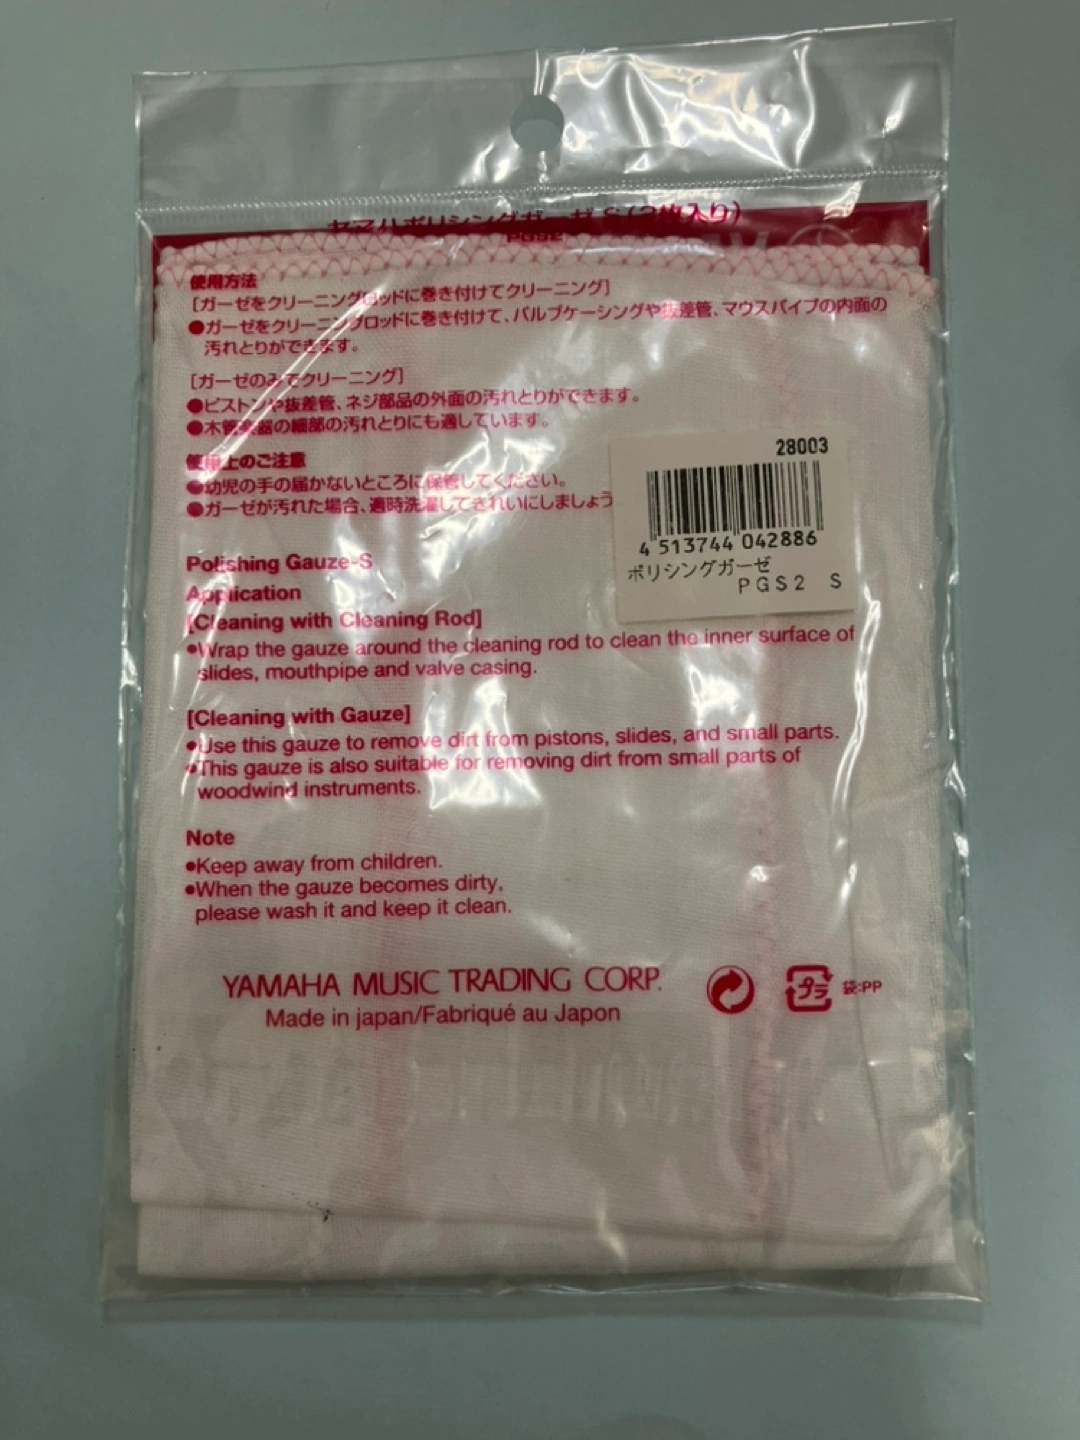 ヤマハポリシングガーゼ S(2枚入り)
使用方法
[ガーゼをクリーニングロッドに巻き付けてクリーニング]
●ガーゼをクリーニングロッドに巻き付けて、バルブケーシングや抜差管、マウスパイプの内面の
汚れとりができます。
[ガーゼのみでクリーニング]
●ピストンや抜差管、ネジ部品の外面の汚れとりができます。
●木管楽器の細部の汚れとりにも適しています。
使用上のご注意
●幼児の手の届かないところに保管してください。
●ガーゼが汚れた場合、適時洗濯してきれいにしましょう
28003
4 513744 042886
ポリシングガーゼ
PGS2 S
Polishing Gauze-S
Application
[Cleaning with Cleaning Rod]
●Wrap the gauze around the cleaning rod to clean the inner surface of
slides, mouthpipe and valve casing.
[Cleaning with Gauze]
●Use this gauze to remove dirt from pistons, slides, and small parts.
●This gauze is also suitable for removing dirt from small parts of
woodwind instruments.
Note
●Keep away from children.
●When the gauze becomes dirty,
please wash it and keep it clean.
YAMAHA MUSIC TRADING CORP.
Made in japan/Fabriqué au Japon
プラ 袋:PP